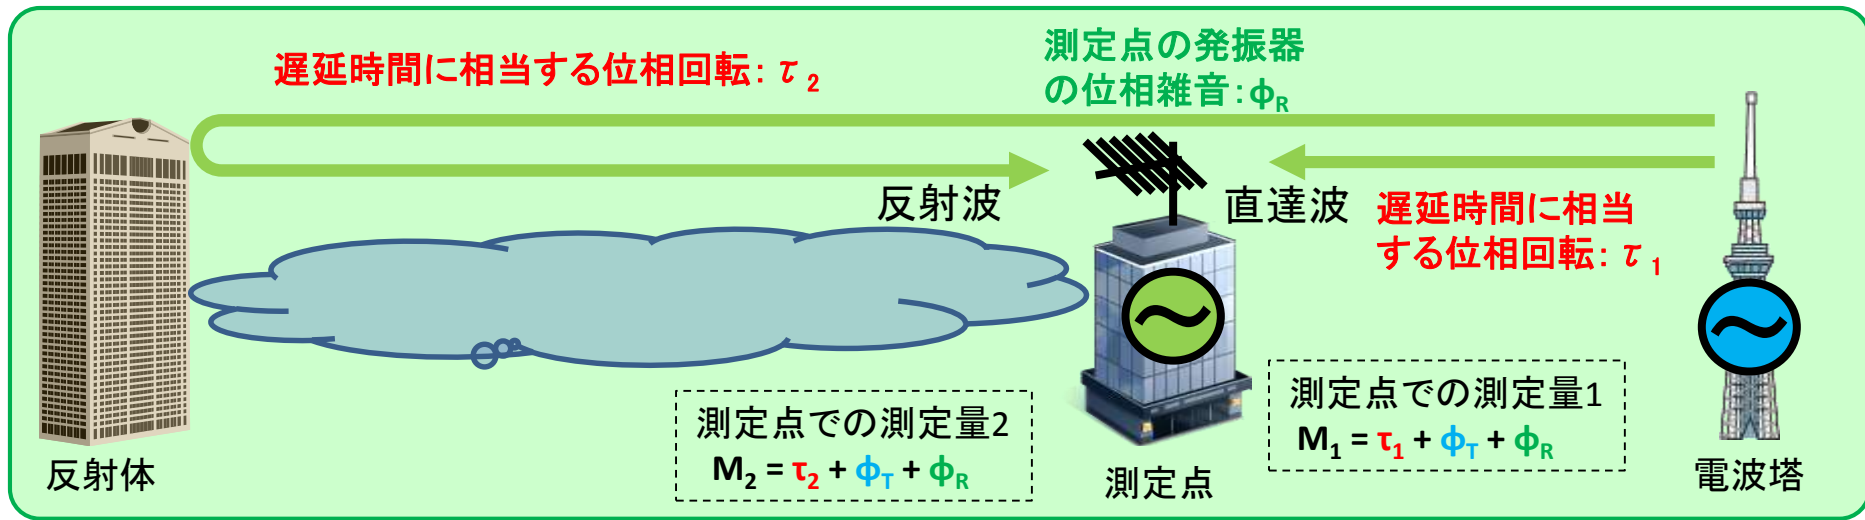 遅延時間に相当する位相回転：τ2
測定点の発振器
の位相雑音：ϕR
反射波
直達波
遅延時間に相当
する位相回転：τ1
測定点での測定量2
M2 = τ2 + ϕT + ϕR
測定点での測定量1
M1 = τ1 + ϕT + ϕR
反射体
測定点
電波塔